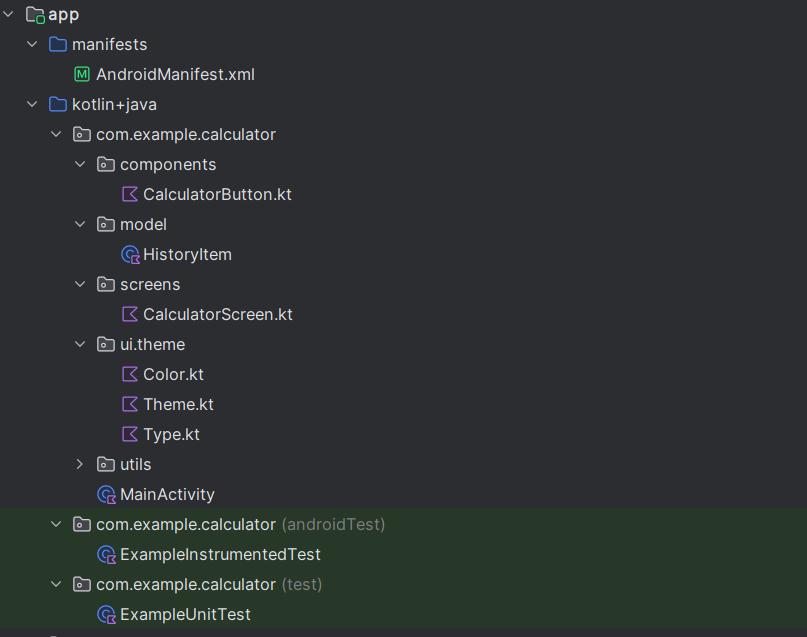 app
manifests
AndroidManifest.xml
kotlin+java
com.example.calculator
components
CalculatorButton.kt
model
HistoryItem
screens
CalculatorScreen.kt
ui.theme
Color.kt
Theme.kt
Type.kt
utils
MainActivity
com.example.calculator (androidTest)
ExampleInstrumentedTest
com.example.calculator (test)
ExampleUnitTest